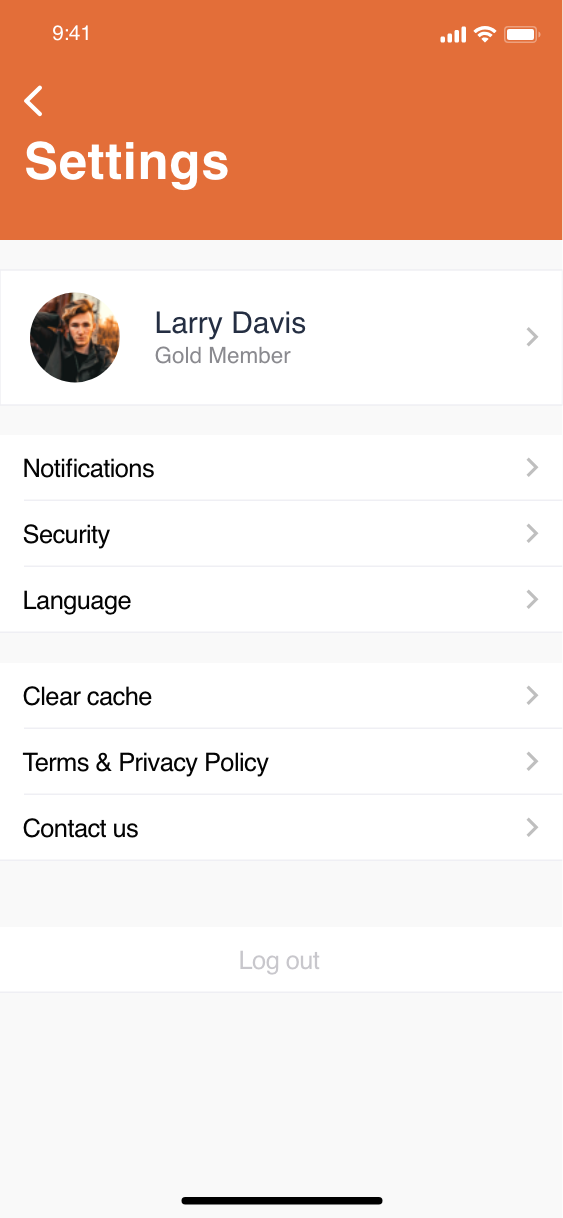 9:41
Settings
Larry Davis
Gold Member
Notifications
Security
Language
Clear cache
Terms & Privacy Policy
Contact us
Log out